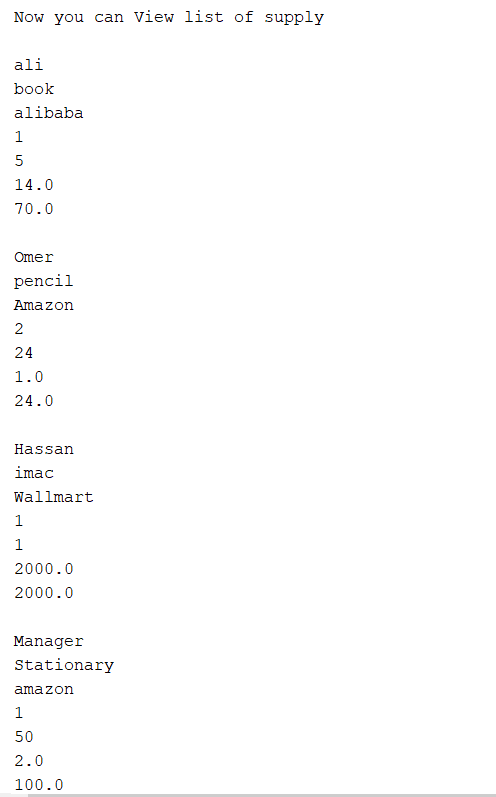 Now you can View list of supply
ali
book
alibaba
1
5
14.0
70.0
Omer
pencil
Amazon
2
24
1.0
24.0
Hassan
imac
Wallmart
1
1
2000.0
2000.0
Manager
Stationary
amazon
1
50
2.0
100.0